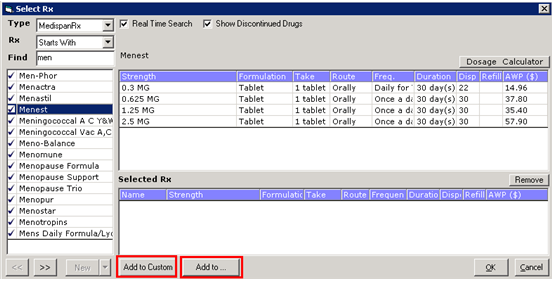 Select Rx
Type MedispanRx Real Time Search Show Discontinued Drugs
Rx Starts With
Find men Menest
Dosage Calculator
Men-Phor
Menactra
Menastil
Menest
Meningococcal A C Y&W
Meningococcal Vac A,C
Meno-Balance
Menomune
Menopause Formula
Menopause Support
Menopause Trio
Menopur
Menostar
Menotropins
Mens Daily Formula/Lyc
Strength Formulation Take Route Freq. Duration Disp Refill AWP ($)
0.3 MG Tablet 1 tablet Orally Daily for 30 day(s) 22 14.96
0.625 MG Tablet 1 tablet Orally Once a da 30 day(s) 30 37.80
1.25 MG Tablet 1 tablet Orally Once a da 30 day(s) 30 35.40
2.5 MG Tablet 1 tablet Orally Once a da 30 day(s) 30 57.90
Selected Rx Remove
Name Strength Formulatic Take Route Frequen Duratio Disp Refill AWP ($)
<< >> New Add to Custom Add to ... OK Cancel